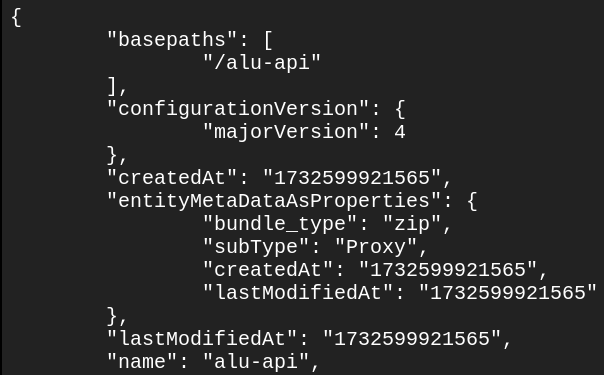 {
"basepaths": [
"/alu-api"
],
"configurationVersion": {
"majorVersion": 4
},
"createdAt": "1732599921565",
"entityMetaDataAsProperties": {
"bundle_type": "zip",
"subType": "Proxy",
"createdAt": "1732599921565",
"lastModifiedAt": "1732599921565"
},
"lastModifiedAt": "1732599921565",
"name": "alu-api",